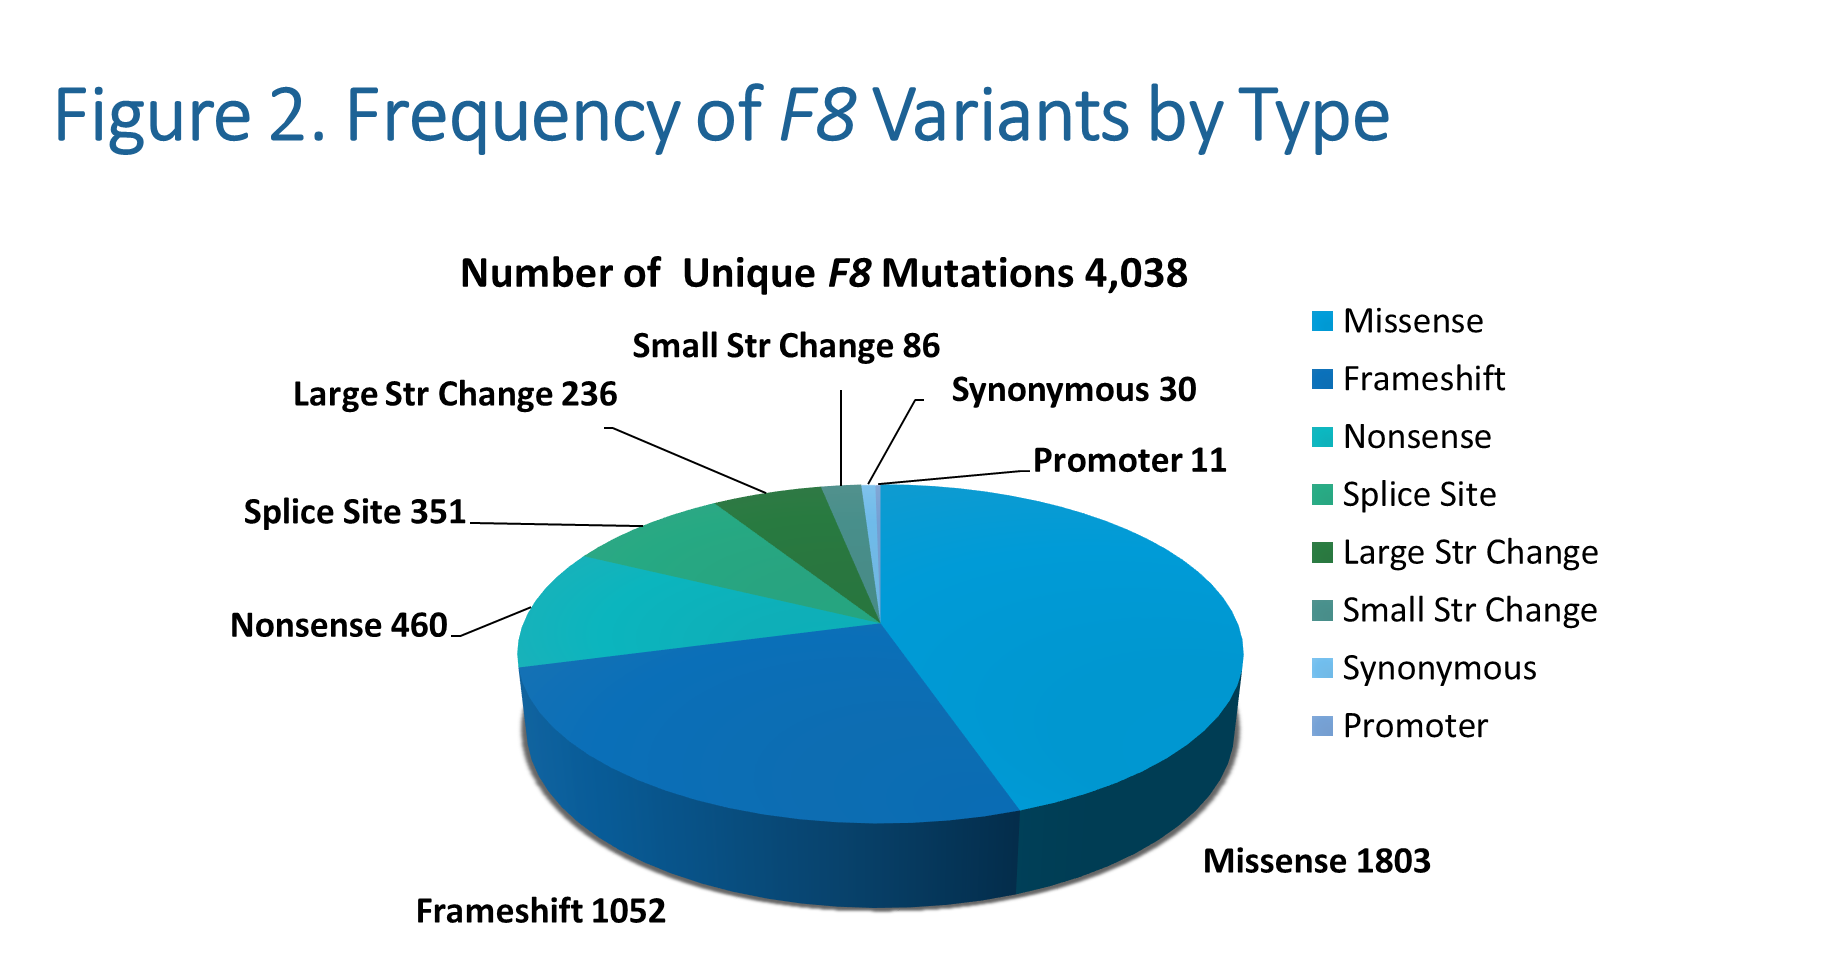 Figure 2. Frequency of F8 Variants by Type
Number of  Unique F8 Mutations 4,038
Small Str Change 86
Large Str Change 236
Synonymous 30
Promoter 11
Splice Site 351
Nonsense 460
Missense 1803
Frameshift 1052
Missense
Frameshift
Nonsense
Splice Site
Large Str Change
Small Str Change
Synonymous
Promoter